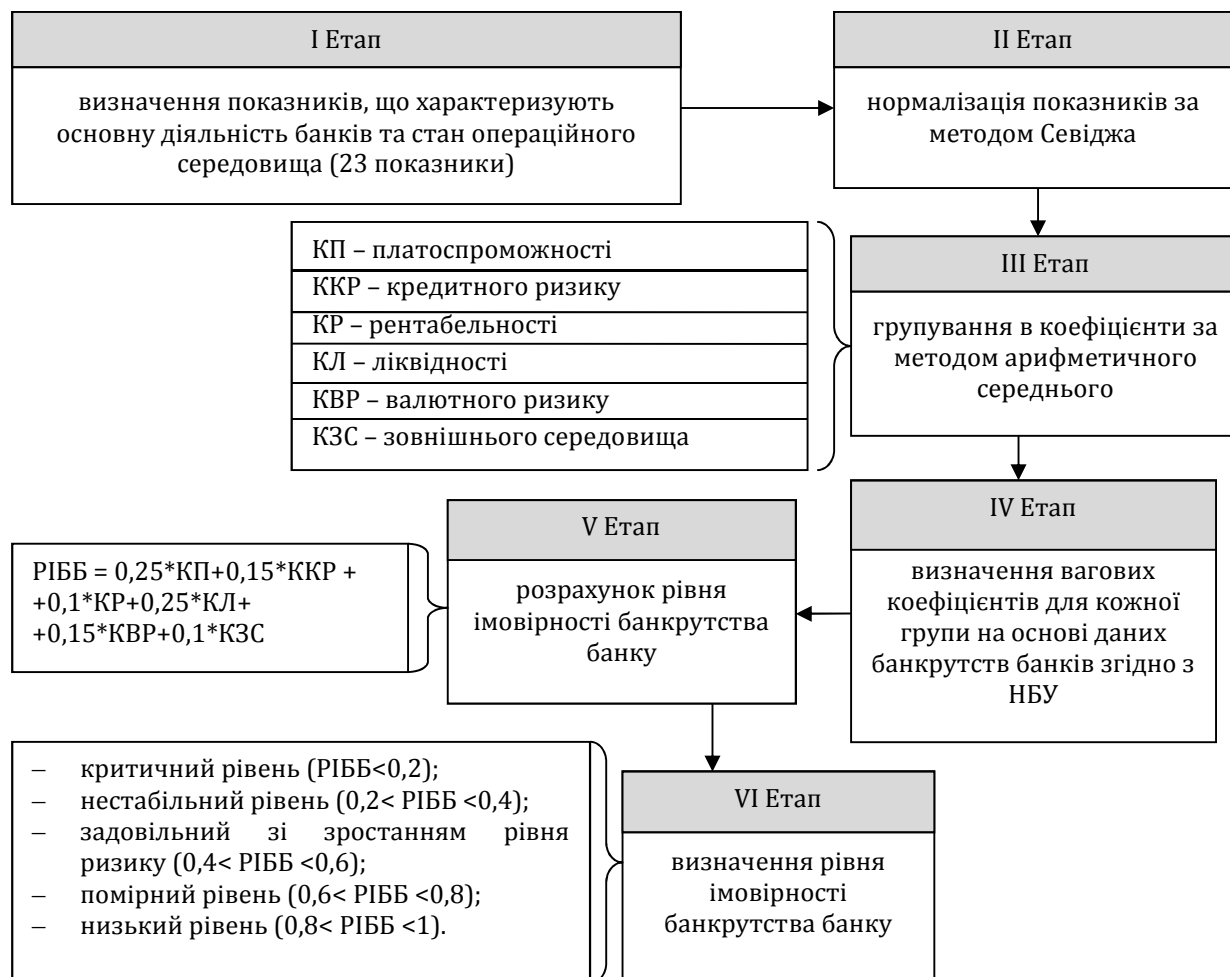 I Етап
визначення показників, що характеризують
основну діяльність банків та стан операційного
середовища (23 показники)
II Етап
нормалізація показників за
методом Севіджа
КП – платоспроможності
ККР – кредитного ризику
КР – рентабельності
КЛ – ліквідності
КВР – валютного ризику
КЗС – зовнішнього середовища
III Етап
групування в коефіцієнти за
методом арифметичного
середнього
IV Етап
визначення вагових
коефіцієнтів для кожної
групи на основі даних
банкрутств банків згідно з
НБУ
V Етап
розрахунок рівня
імовірності банкрутства
банку
РІББ = 0,25*КП+0,15*ККР +
+0,1*КР+0,25*КЛ+
+0,15*КВР+0,1*КЗС
– критичний рівень (РІББ<0,2);
– нестабільний рівень (0,2< РІББ <0,4);
– задовільний зі зростанням рівня
ризику (0,4< РІББ <0,6);
– помірний рівень (0,6< РІББ <0,8);
– низький рівень (0,8< РІББ <1).
VI Етап
визначення рівня
імовірності
банкрутства банку